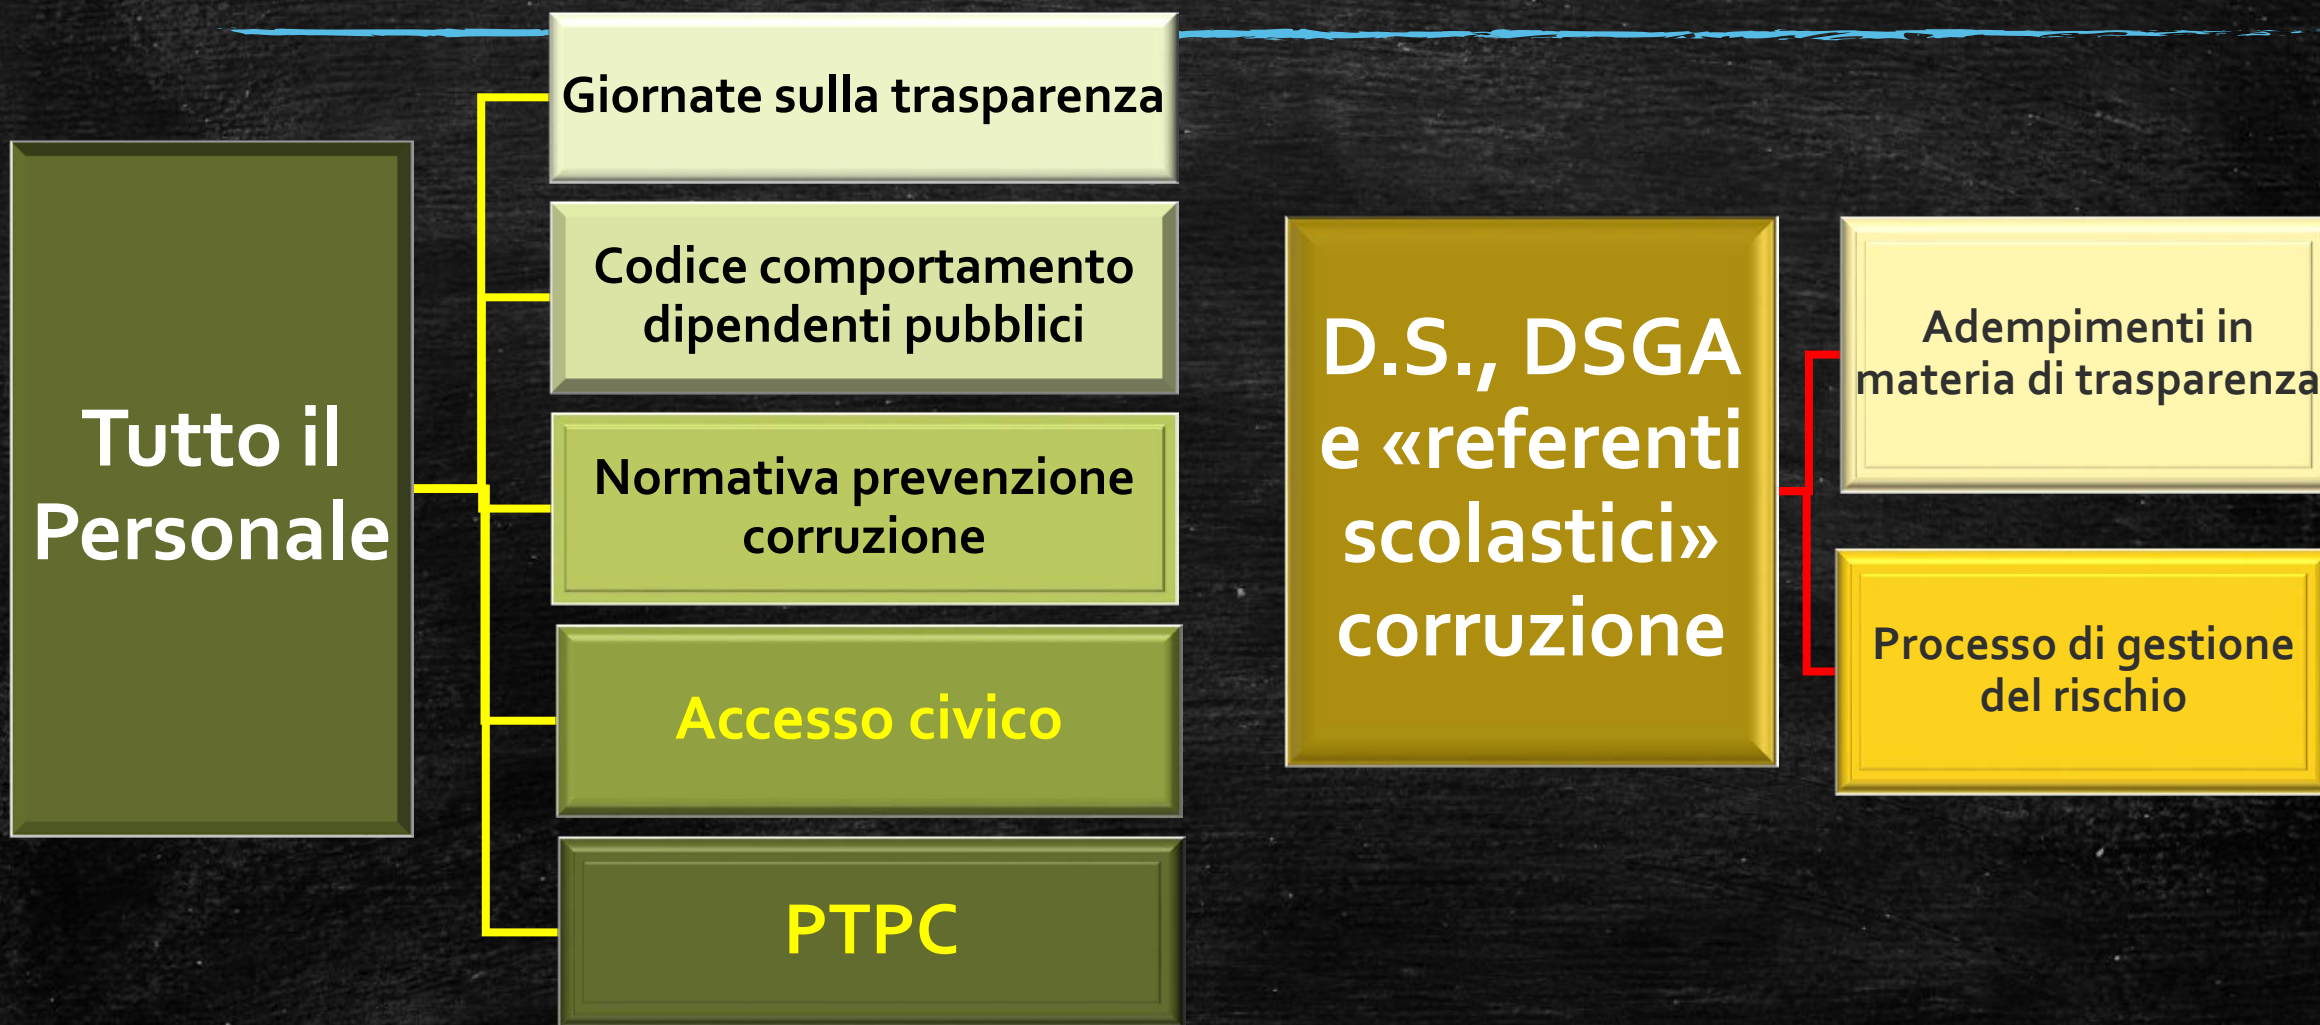 Tutto il
Personale
Giornate sulla trasparenza
Codice comportamento
dipendenti pubblici
Normativa prevenzione
corruzione
Accesso civico
PTPC
D.S., DSGA
e «referenti
scolastici»
corruzione
Adempimenti in
materia di trasparenza
Processo di gestione
del rischio